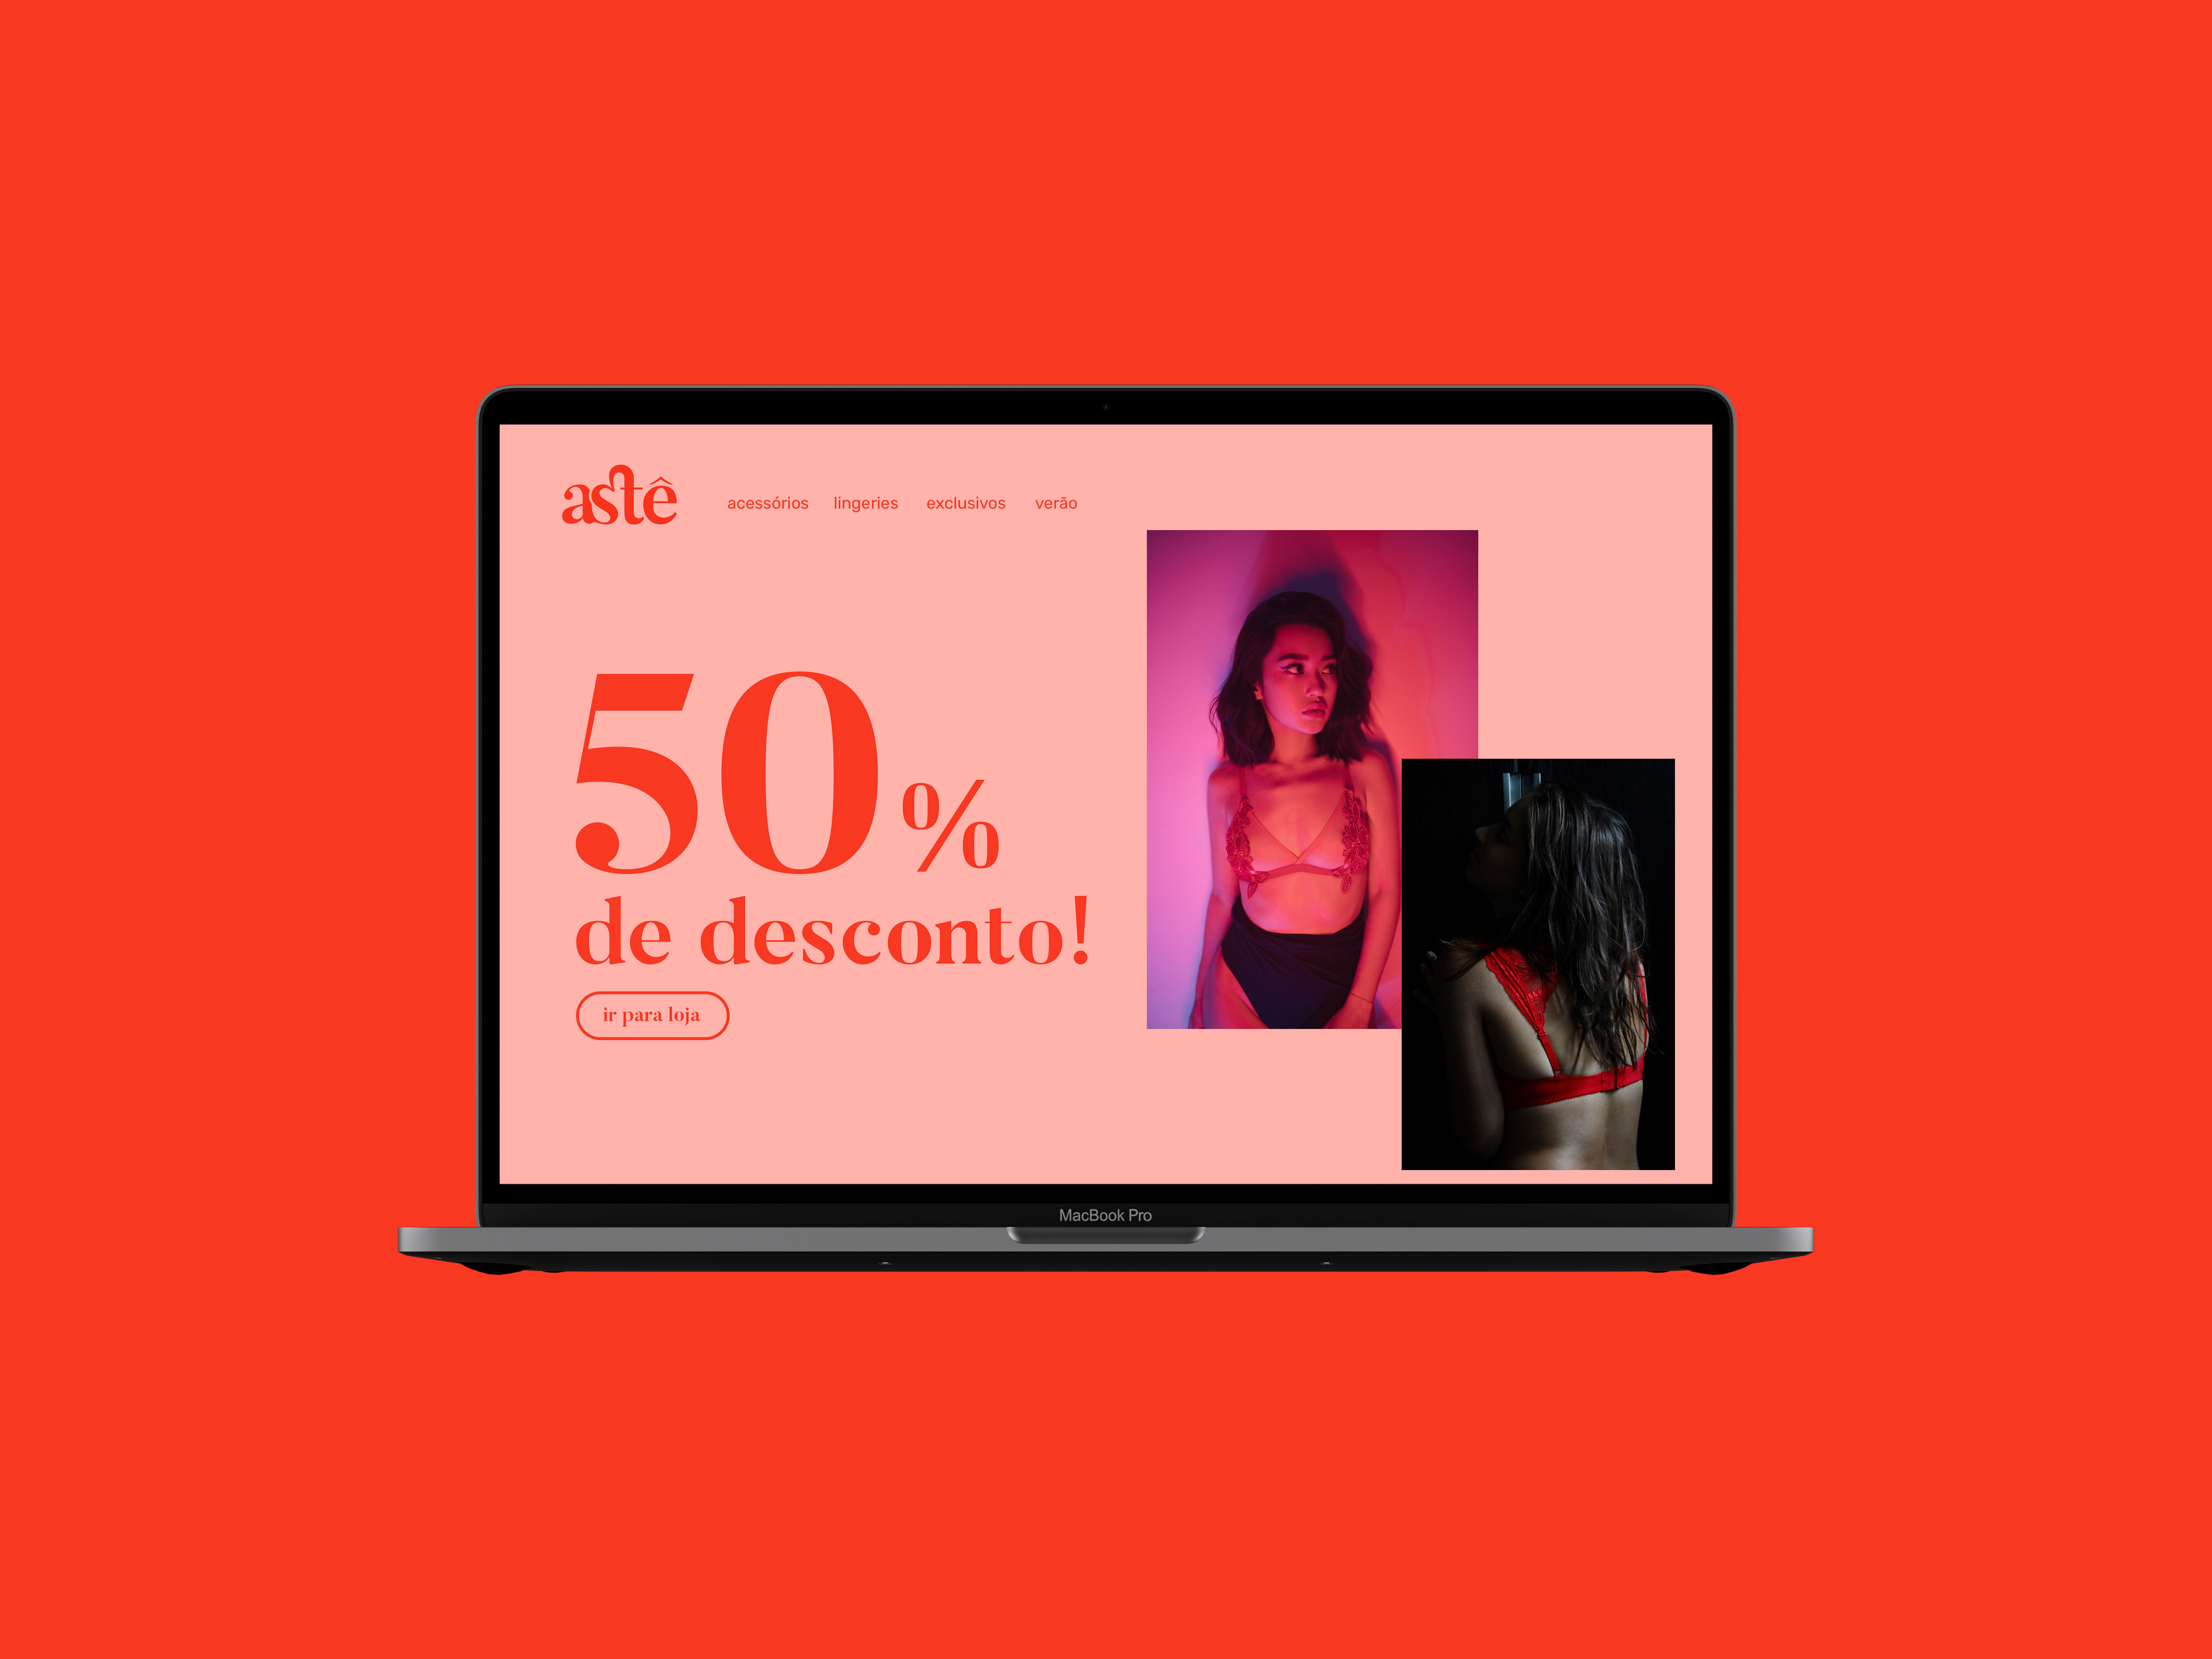 astê
acessórios lingeries exclusivos verão
50%
de desconto!
ir para loja
MacBook Pro